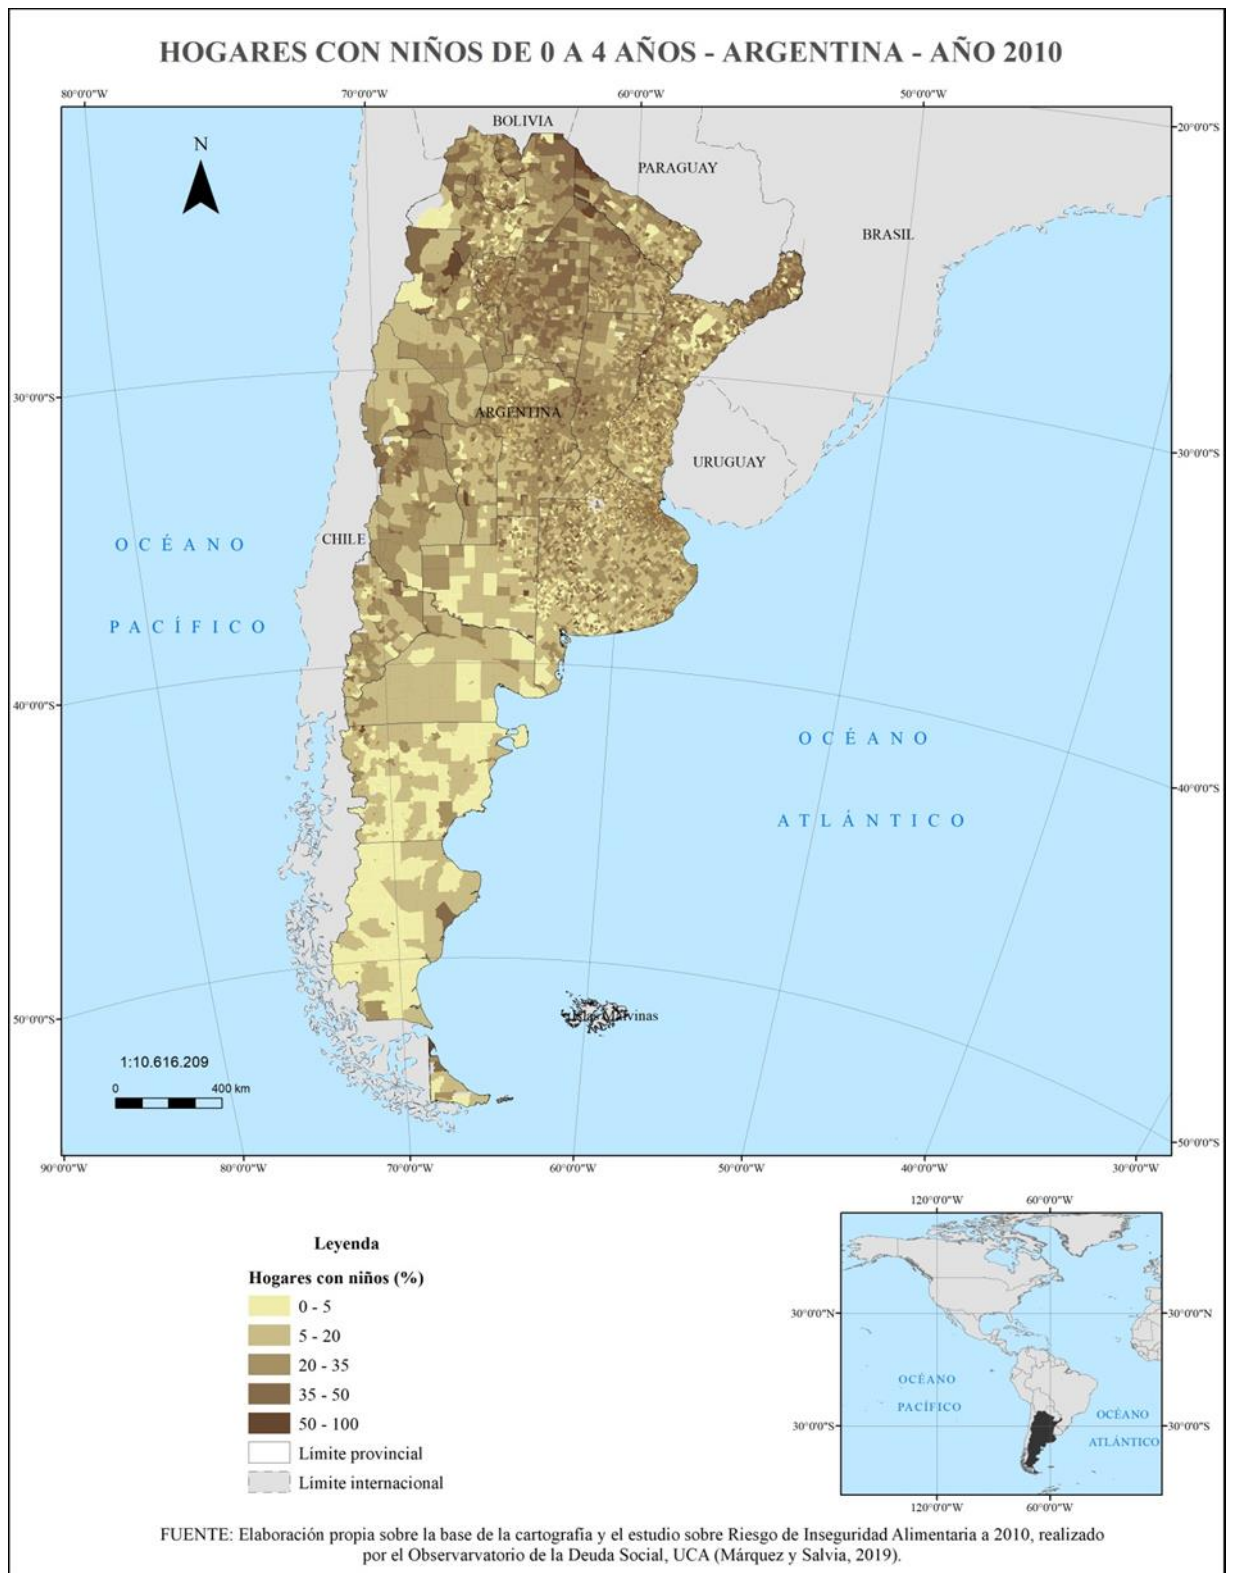 HOGARES CON NIÑOS DE 0 A 4 AÑOS - ARGENTINA - AÑO 2010
80°0'0"W 70°0'0"W 60°0'0"W 50°0'0"W
N
BOLIVIA
20°0'0"S
PARAGUAY
BRASIL
30°0'0"S
ARGENTINA
30°0'0"S
URUGUAY
CHILE
OCÉANO
PACÍFICO
40°0'0"S
OCÉANO
ATLÁNTICO
40°0'0"S
50°0'0"S
Islas Malvinas
1:10.616.209
0 400 km
50°0'0"S
90°0'0"W 80°0'0"W 70°0'0"W 60°0'0"W 50°0'0"W 40°0'0"W 30°0'0"W
Leyenda
Hogares con niños (%)
0 - 5
5 - 20
20 - 35
35 - 50
50 - 100
Límite provincial
Límite internacional
120°0'0"W 60°0'0"W
30°0'0"N 30°0'0"N
OCÉANO
PACÍFICO
OCÉANO
ATLÁNTICO
30°0'0"S 30°0'0"S
120°0'0"W 60°0'0"W
FUENTE: Elaboración propia sobre la base de la cartografía y el estudio sobre Riesgo de Inseguridad Alimentaria a 2010, realizado
por el Observarvatorio de la Deuda Social, UCA (Márquez y Salvia, 2019).